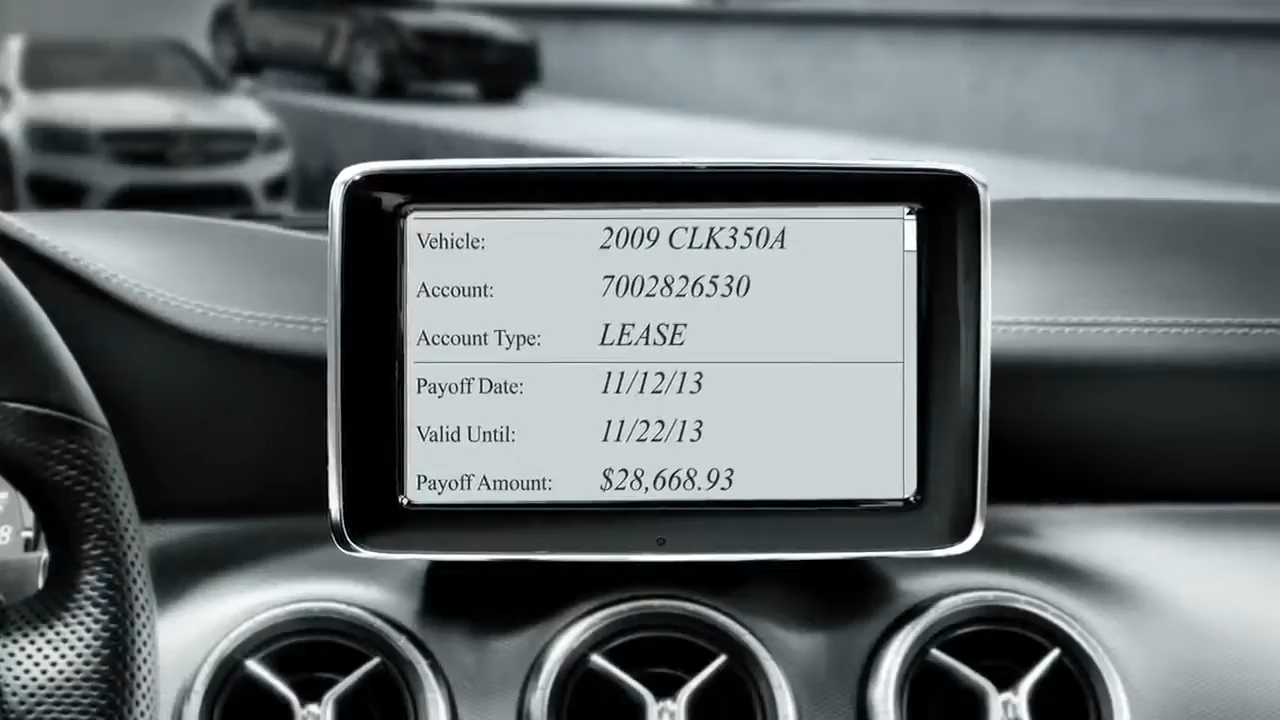 Vehicle: 2009 CLK350A
Account: 7002826530
Account Type: LEASE
Payoff Date: 11/12/13
Valid Until: 11/22/13
Payoff Amount: $28,668.93
8